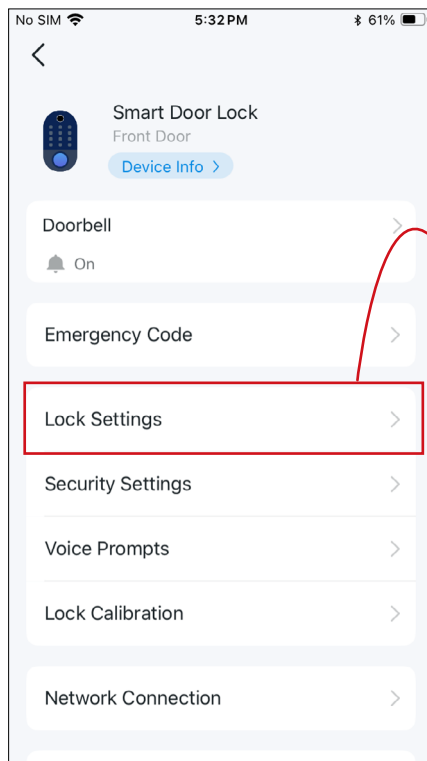 No SIM 5:32 PM 61%
Smart Door Lock
Front Door
Device Info >
Doorbell
On
Emergency Code
Lock Settings
Security Settings
Voice Prompts
Lock Calibration
Network Connection